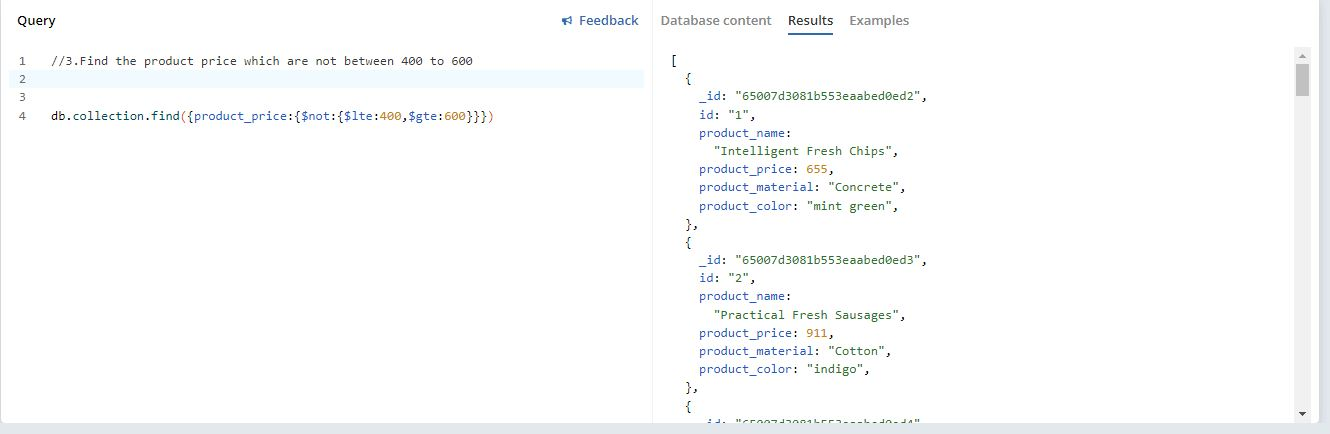 Query
Feedback
Database content Results Examples
1 //3.Find the product price which are not between 400 to 600
2
3
4 db.collection.find({product_price:{$not:{$lte:400,$gte:600}}})
[
{
_id: "65007d3081b553eaabed0ed2",
id: "1",
product_name:
"Intelligent Fresh Chips",
product_price: 655,
product_material: "Concrete",
product_color: "mint green",
},
{
_id: "65007d3081b553eaabed0ed3",
id: "2",
product_name:
"Practical Fresh Sausages",
product_price: 911,
product_material: "Cotton",
product_color: "indigo",
},
{